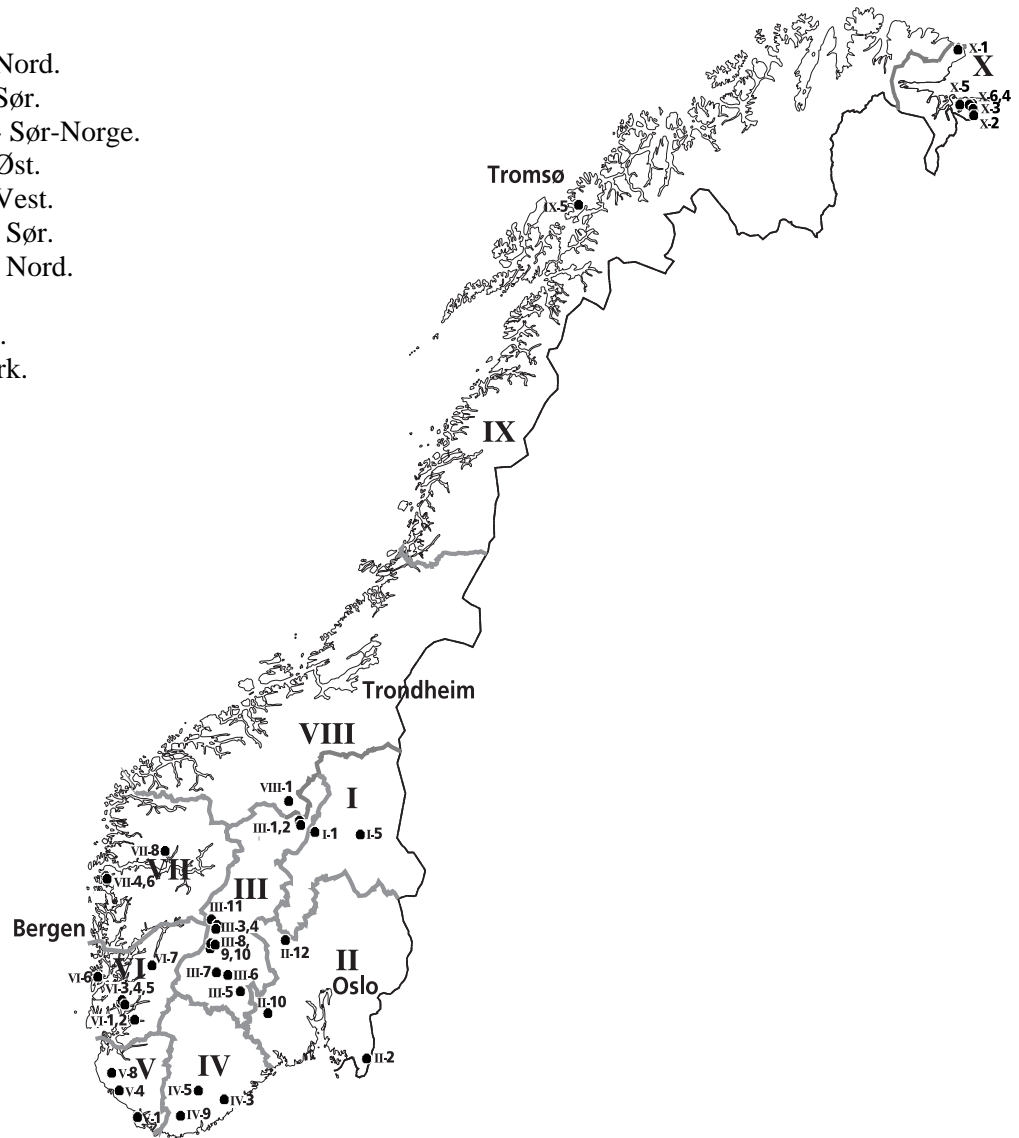 Nord.
Sør.
- Sør-Norge.
Øst.
Vest.
Sør.
Nord.
.
rk.
X-1
X
X-5
X-6,4
X-3
X-2
Tromsø
IX-5
IX
Trondheim
VIII
VIII-1
I
III-1,2
I-1
I-5
VII-8
VII
VII-4,6
III
III-11
Bergen
III-3,4
III-8,
9,10
II-12
II
VI-7
VI
VI-6
III-7
III-6
Oslo
VI-3,4,5
III-5
II-10
VI-1,2
II-2
V
IV
V-8
V-4
IV-5
IV-3
V-1
IV-9